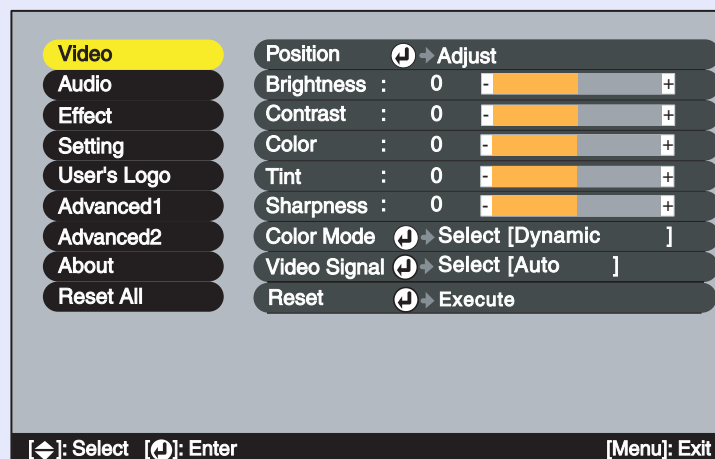 Video
Audio
Effect
Setting
User's Logo
Advanced1
Advanced2
About
Reset All
Position Adjust
Brightness : 0 - +
Contrast : 0 - +
Color : 0 - +
Tint : 0 - +
Sharpness : 0 - +
Color Mode Select [Dynamic ]
Video Signal Select [Auto ]
Reset Execute
[ ]: Select [ ]: Enter [Menu]: Exit